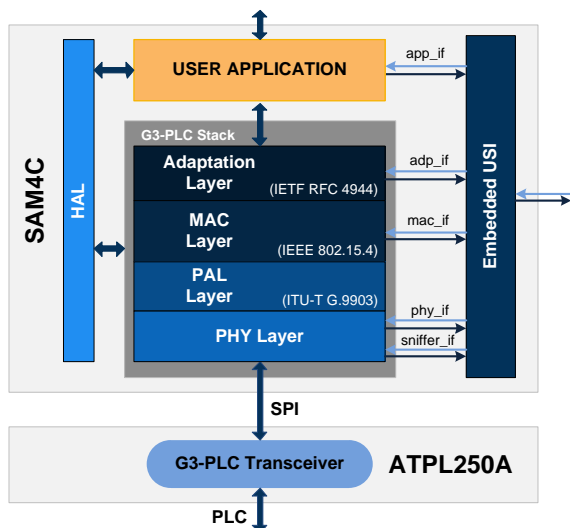 USER APPLICATION
app_if
G3-PLC Stack
Adaptation
Layer
(IETF RFC 4944)
adp_if
SAM4C
HAL
MAC
Layer
(IEEE 802.15.4)
mac_if
Embedded USI
PAL
Layer
(ITU-T G.9903)
phy_if
PHY Layer
sniffer_if
SPI
G3-PLC Transceiver
ATPL250A
PLC